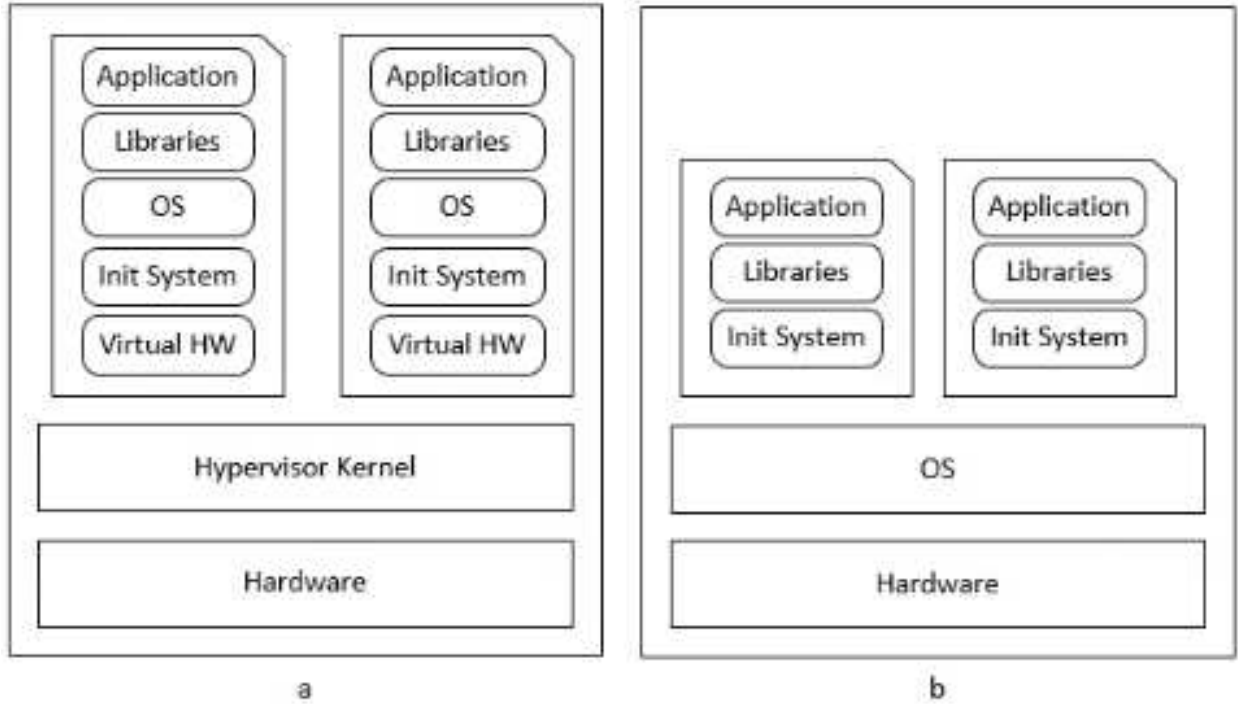 Application
Libraries
OS
Init System
Virtual HW
Application
Libraries
OS
Init System
Virtual HW
Hypervisor Kernel
Hardware
a
Application
Libraries
Init System
Application
Libraries
Init System
OS
Hardware
b